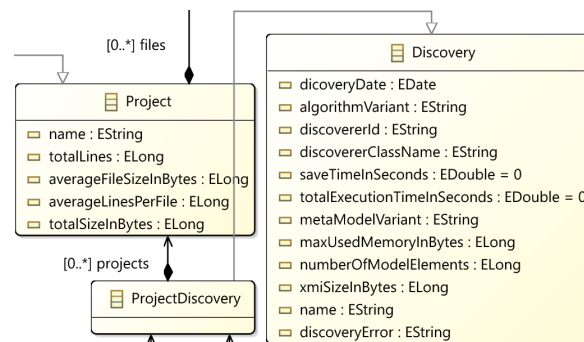 [0..*] files
Project
name : EString
totalLines : ELong
averageFileSizeInBytes : ELong
averageLinesPerFile : ELong
totalSizeInBytes : ELong
[0..*] projects
ProjectDiscovery
Discovery
dicoveryDate : EDate
algorithmVariant : EString
discovererId : EString
discovererClassName : EString
saveTimeInSeconds : EDouble = 0
totalExecutionTimeInSeconds : EDouble = 0
metaModelVariant : EString
maxUsedMemoryInBytes : ELong
numberOfModelElements : ELong
xmiSizeInBytes : ELong
name : EString
discoveryError : EString